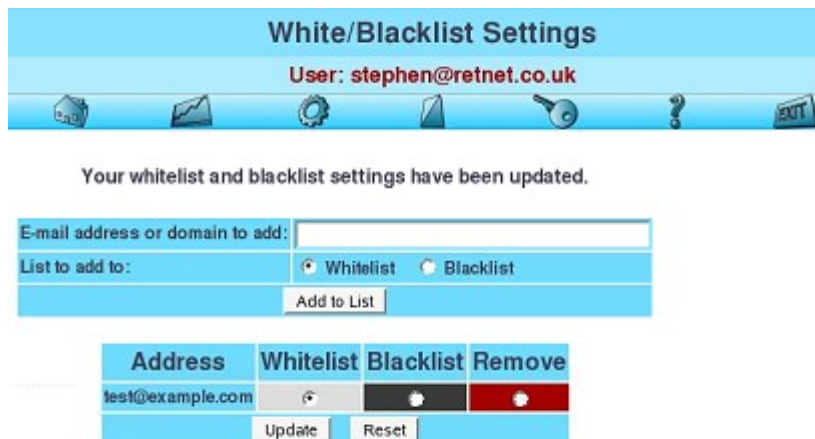 White/Blacklist Settings
User: stephen@retnet.co.uk
EXIT
Your whitelist and blacklist settings have been updated.
E-mail address or domain to add:
List to add to: Whitelist Blacklist
Add to List
Address Whitelist Blacklist Remove
test@example.com
Update Reset